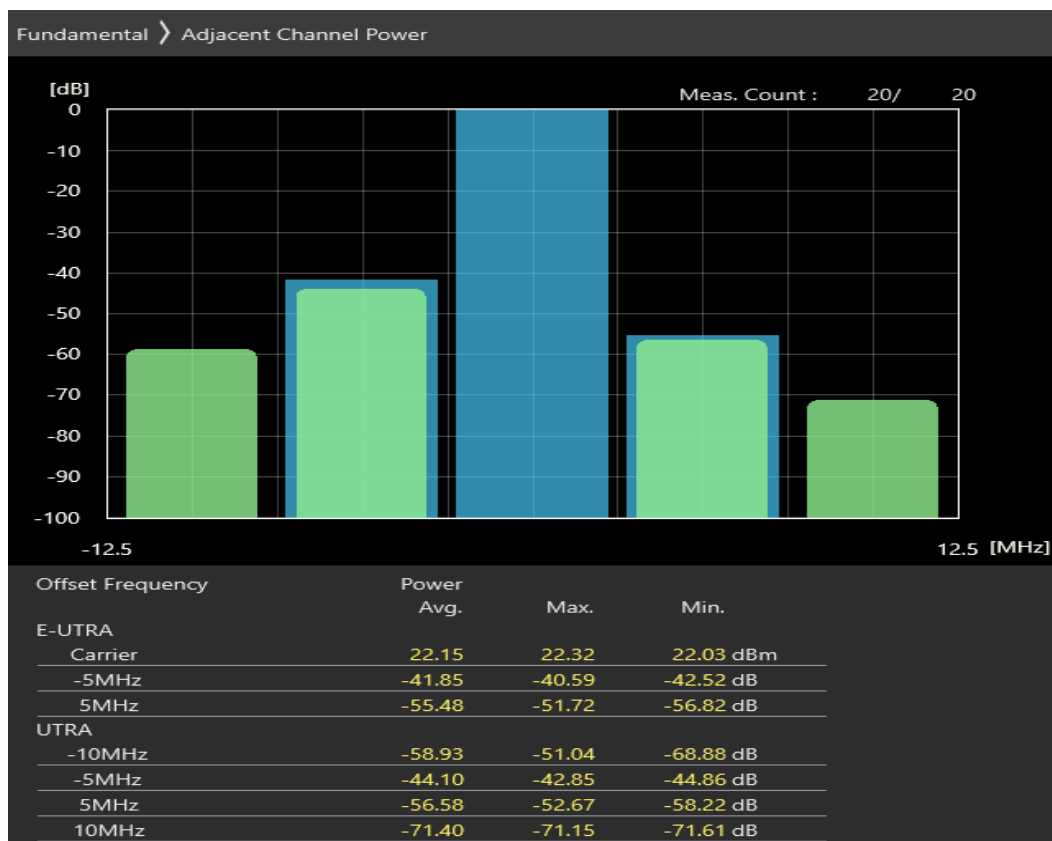 Fundamental ❯ Adjacent Channel Power
[dB]
Meas. Count : 20/ 20
0
-10
-20
-30
-40
-50
-60
-70
-80
-90
-100
-12.5 12.5 [MHz]
Offset Frequency Power
Avg. Max. Min.
E-UTRA
Carrier 22.15 22.32 22.03 dBm
-5MHz -41.85 -40.59 -42.52 dB
5MHz -55.48 -51.72 -56.82 dB
UTRA
-10MHz -58.93 -51.04 -68.88 dB
-5MHz -44.10 -42.85 -44.86 dB
5MHz -56.58 -52.67 -58.22 dB
10MHz -71.40 -71.15 -71.61 dB